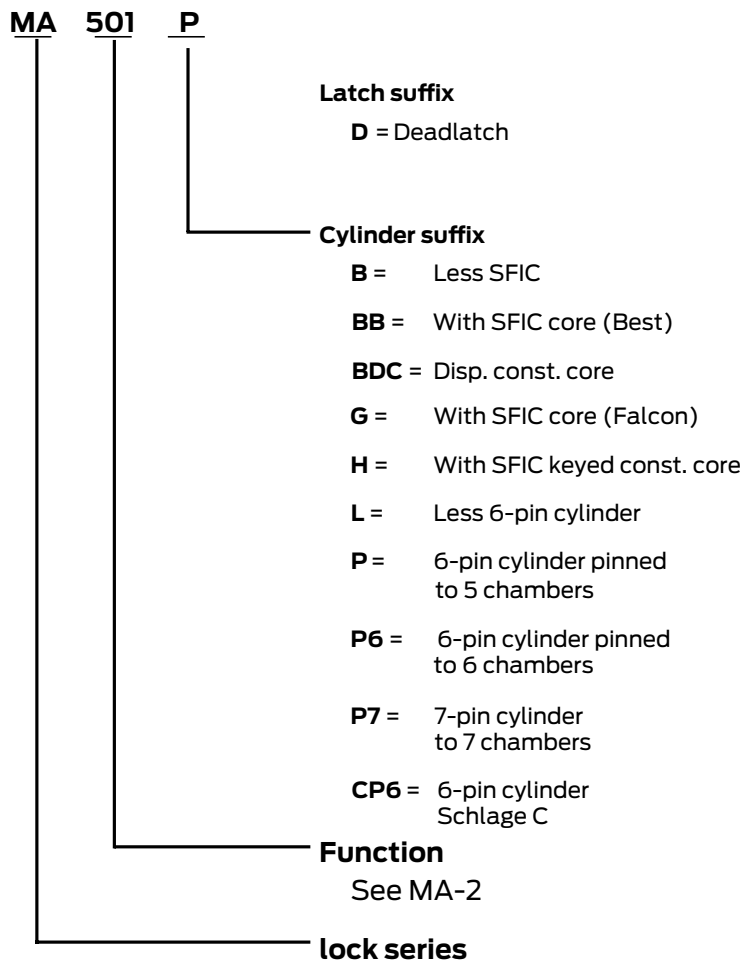 MA 501 P
Latch suffix
D = Deadlatch
Cylinder suffix
B = Less SFIC
BB = With SFIC core (Best)
BDC = Disp. const. core
G = With SFIC core (Falcon)
H = With SFIC keyed const. core
L = Less 6-pin cylinder
P = 6-pin cylinder pinned
to 5 chambers
P6 = 6-pin cylinder pinned
to 6 chambers
P7 = 7-pin cylinder
to 7 chambers
CP6 = 6-pin cylinder
Schlage C
Function
See MA-2
lock series